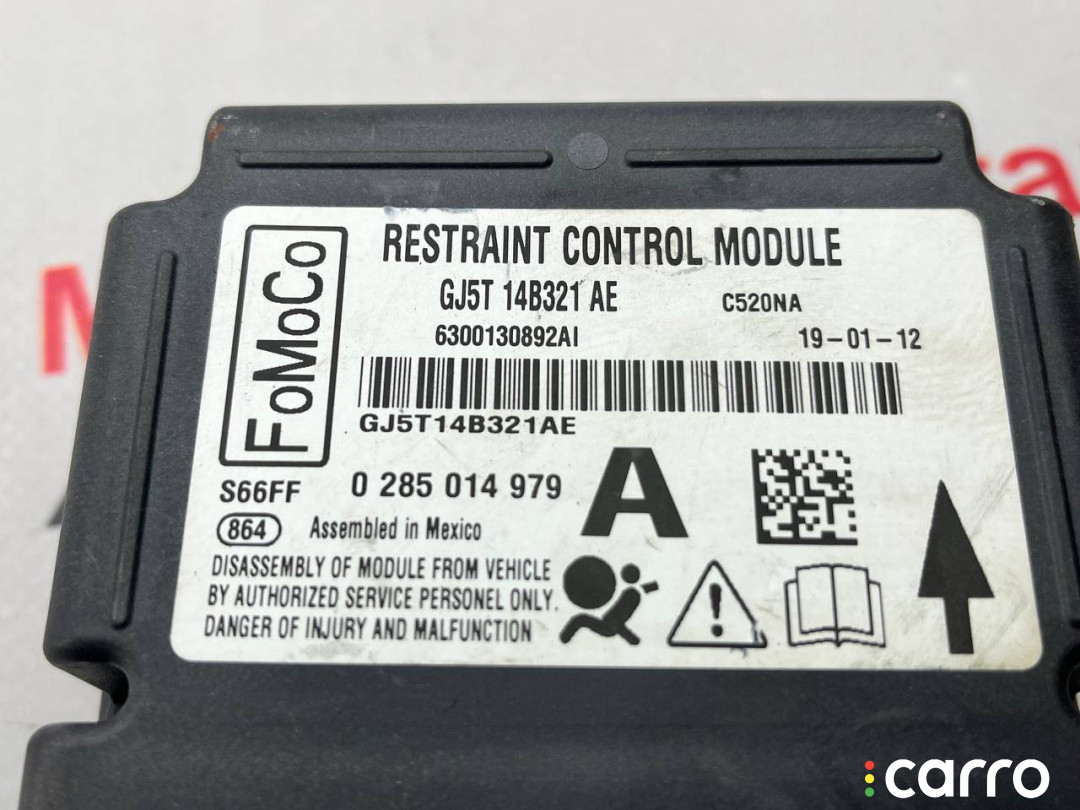 FoMoCo
RESTRAINT CONTROL MODULE
GJ5T 14B321 AE
C520NA
6300130892AI
19-01-12
GJ5T14B321AE
S66FF
0 285 014 979
A
864
Assembled in Mexico
DISASSEMBLY OF MODULE FROM VEHICLE
BY AUTHORIZED SERVICE PERSONEL ONLY.
DANGER OF INJURY AND MALFUNCTION
carro